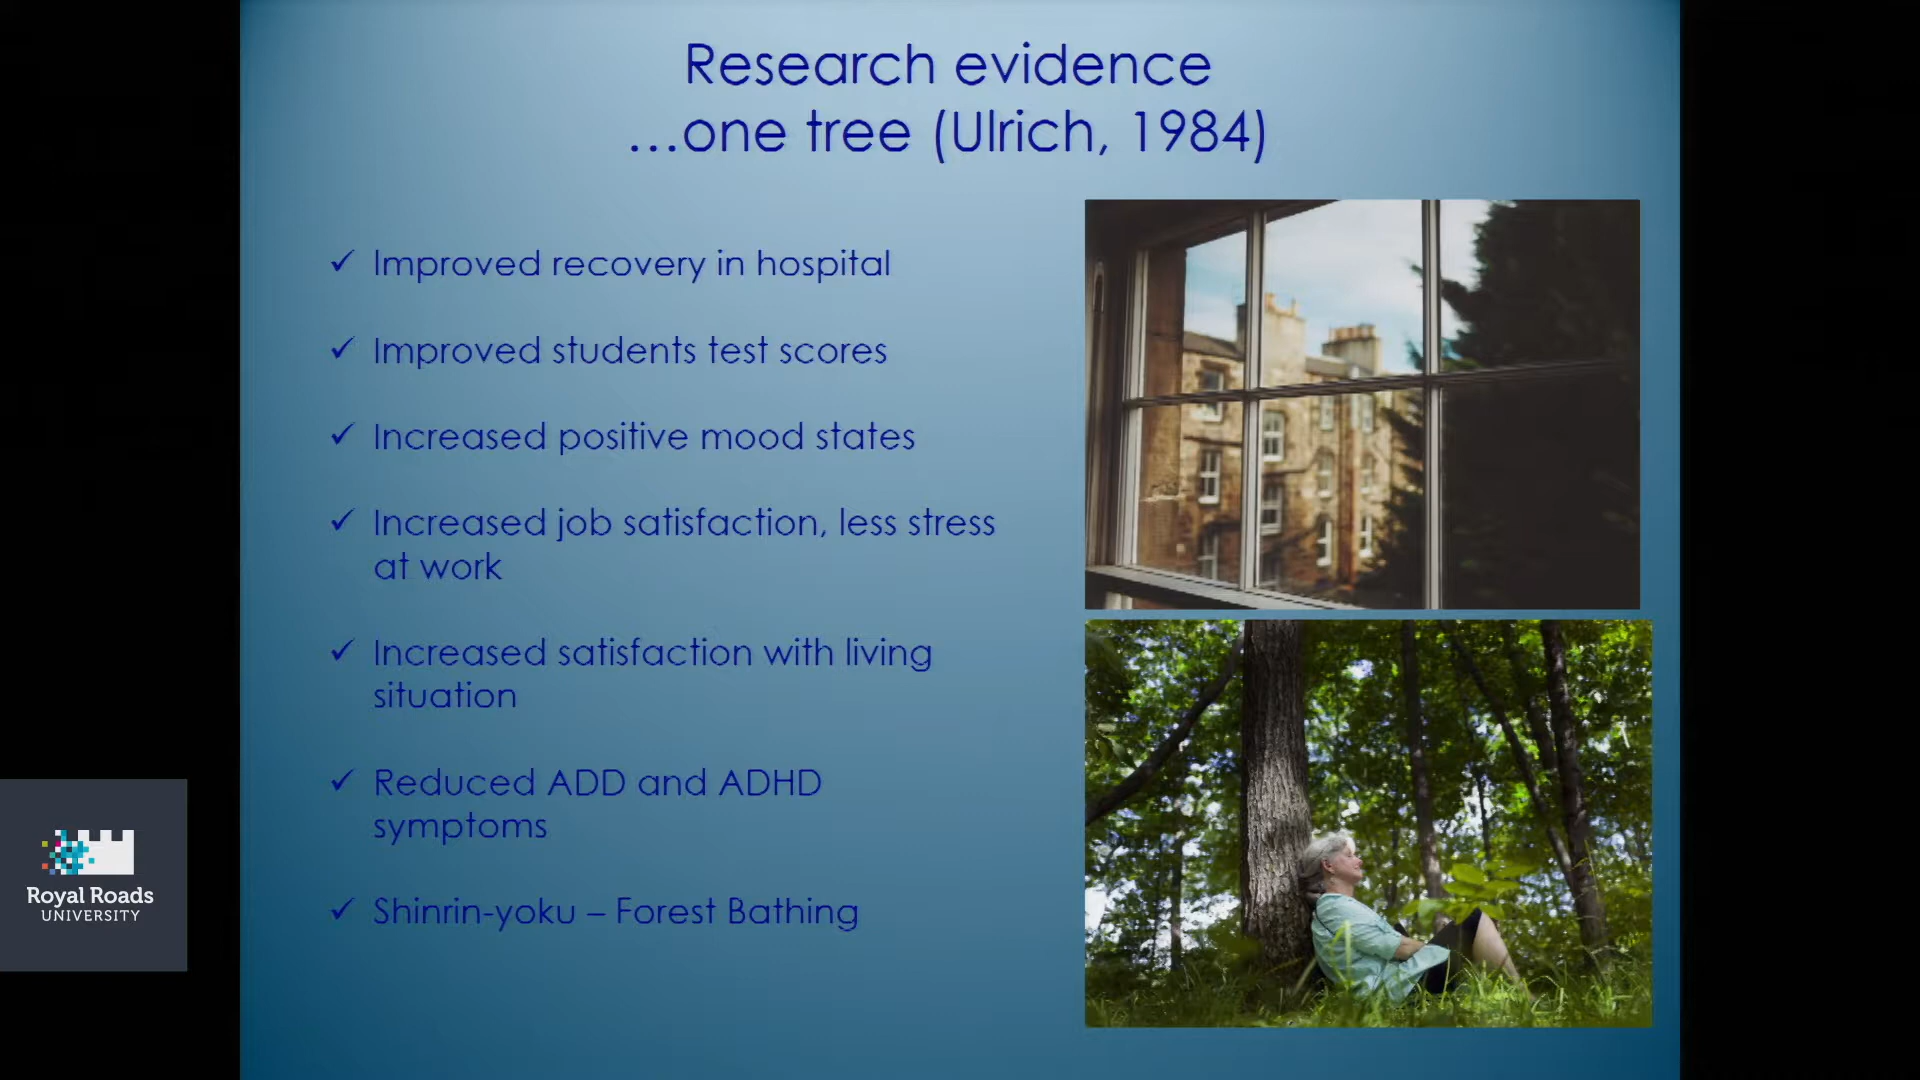 Research evidence
…one tree (Ulrich, 1984)
✓ Improved recovery in hospital
✓ Improved students test scores
✓ Increased positive mood states
✓ Increased job satisfaction, less stress
at work
✓ Increased satisfaction with living
situation
✓ Reduced ADD and ADHD
symptoms
✓ Shinrin-yoku – Forest Bathing
Royal Roads
UNIVERSITY